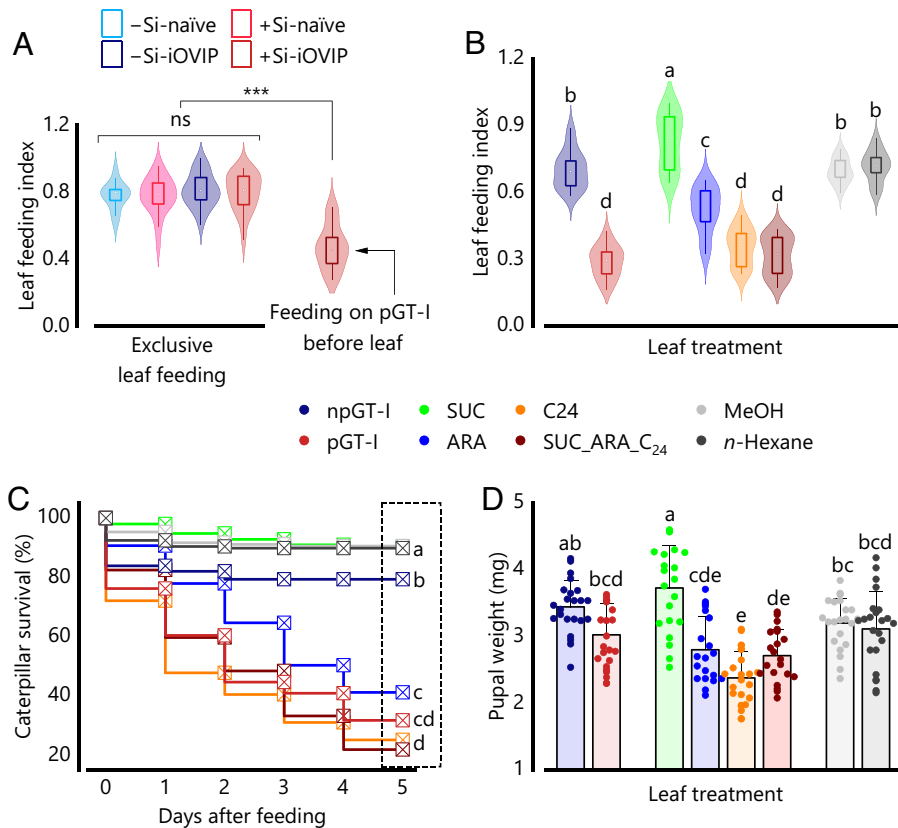 A
−Si-naïve
+Si-naïve
−Si-iOVIP
+Si-iOVIP
***
ns
Leaf feeding index
1.2
0.8
0.4
0.0
Exclusive
leaf feeding
Feeding on pGT-I
before leaf
B
Leaf feeding index
1.2
0.9
0.6
0.3
0.0
b
d
a
c
d
d
b
b
Leaf treatment
npGT-I
SUC
C24
MeOH
pGT-I
ARA
SUC_ARA_C24
n-Hexane
C
Caterpillar survival (%)
100
80
60
40
20
a
b
c
cd
d
0 1 2 3 4 5
Days after feeding
D
Pupal weight (mg)
5
4
3
2
1
ab
bcd
a
cde
e
de
bc
bcd
Leaf treatment